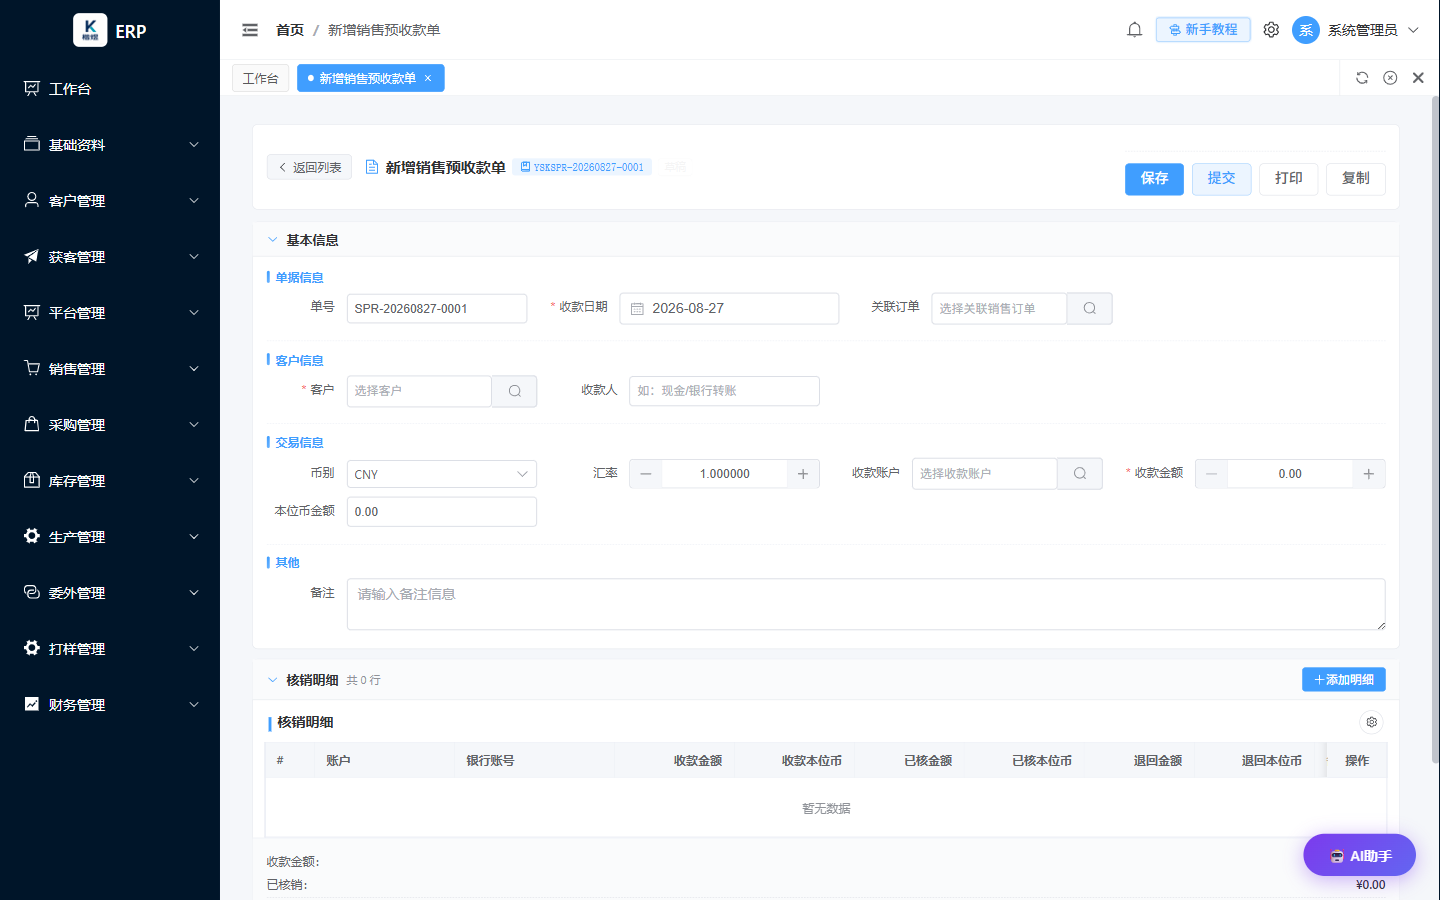 K
ERP
首页 / 新增销售预收款单
新手教程
系
系统管理员
工作台
新增销售预收款单 ×
工作台
基础资料
客户管理
获客管理
平台管理
销售管理
采购管理
库存管理
生产管理
委外管理
打样管理
财务管理
返回列表
新增销售预收款单
YSKSPR-20260827-0001
保存
提交
打印
复制
基本信息
单据信息
单号 SPR-20260827-0001
* 收款日期 2026-08-27
关联订单 选择关联销售订单
客户信息
* 客户 选择客户
收款人 如：现金/银行转账
交易信息
币别 CNY
汇率 − 1.000000 +
收款账户 选择收款账户
* 收款金额 − 0.00 +
本位币金额 0.00
其他
备注 请输入备注信息
核销明细 共 0 行
+添加明细
核销明细
# 账户 银行账号 收款金额 收款本位币 已核金额 已核本位币 退回金额 退回本位币 操作
暂无数据
收款金额:
已核销:
¥0.00
AI助手